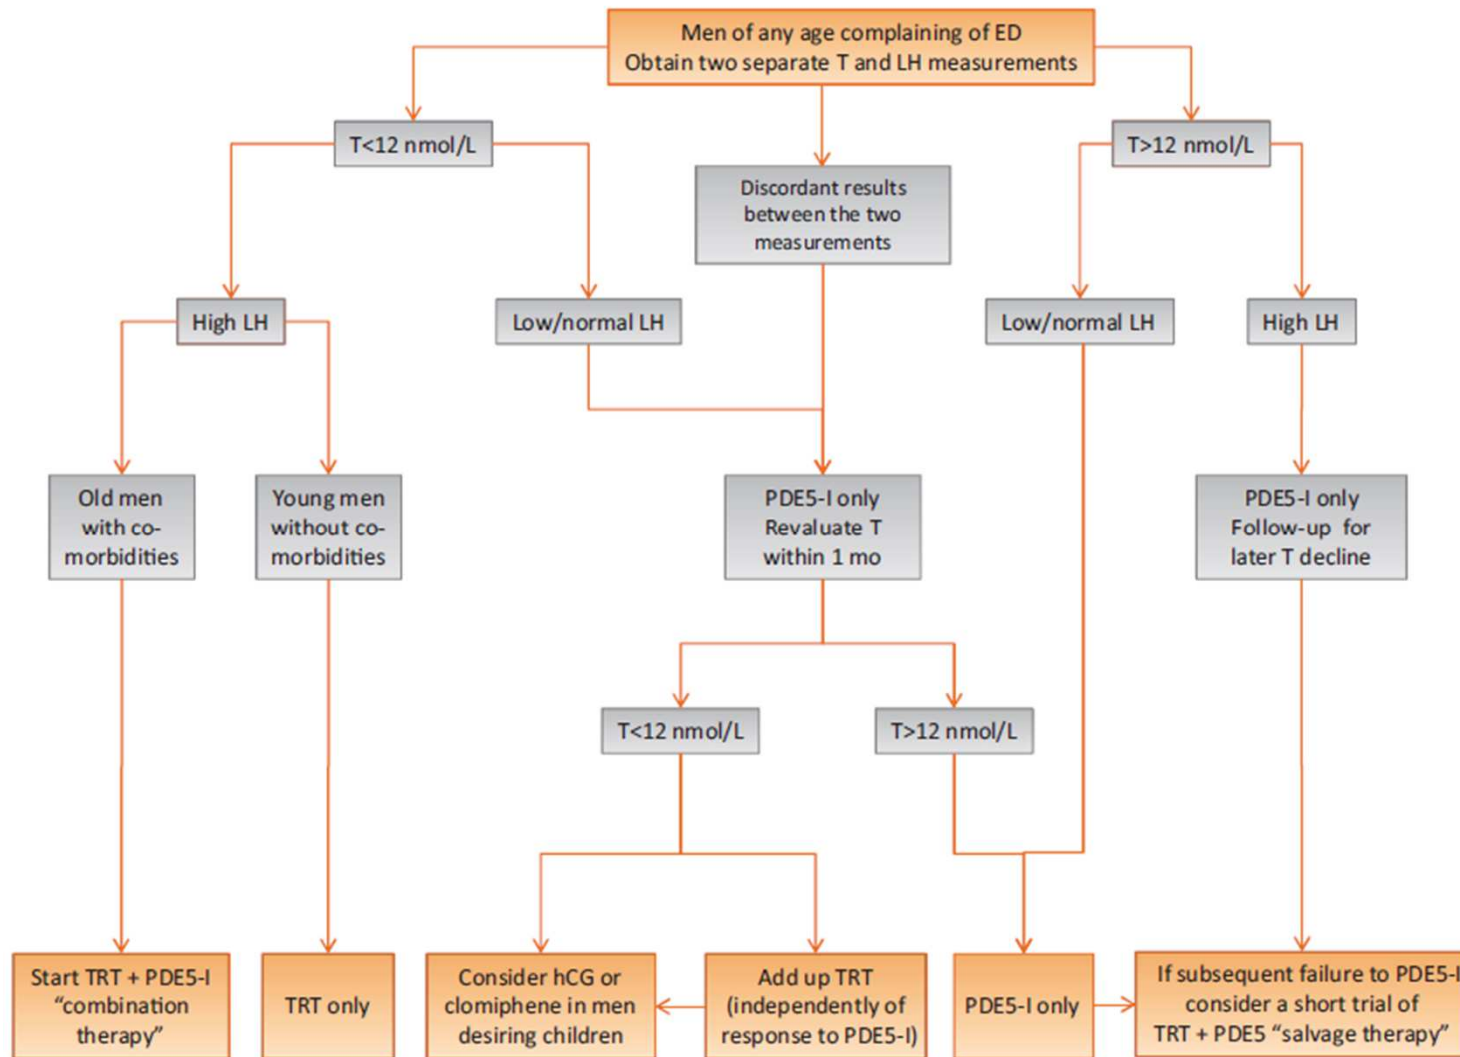 Men of any age complaining of ED
Obtain two separate T and LH measurements
T<12 nmol/L
T>12 nmol/L
Discordant results
between the two
measurements
High LH
Low/normal LH
Low/normal LH
High LH
Old men
with co-
morbidities
Young men
without co-
morbidities
PDE5-I only
Revaluate T
within 1 mo
PDE5-I only
Follow-up for
later T decline
T<12 nmol/L
T>12 nmol/L
Start TRT + PDE5-I
“combination
therapy”
TRT only
Consider hCG or
clomiphene in men
desiring children
Add up TRT
(independently of
response to PDE5-I)
PDE5-I only
If subsequent failure to PDE5-I
consider a short trial of
TRT + PDE5 “salvage therapy”